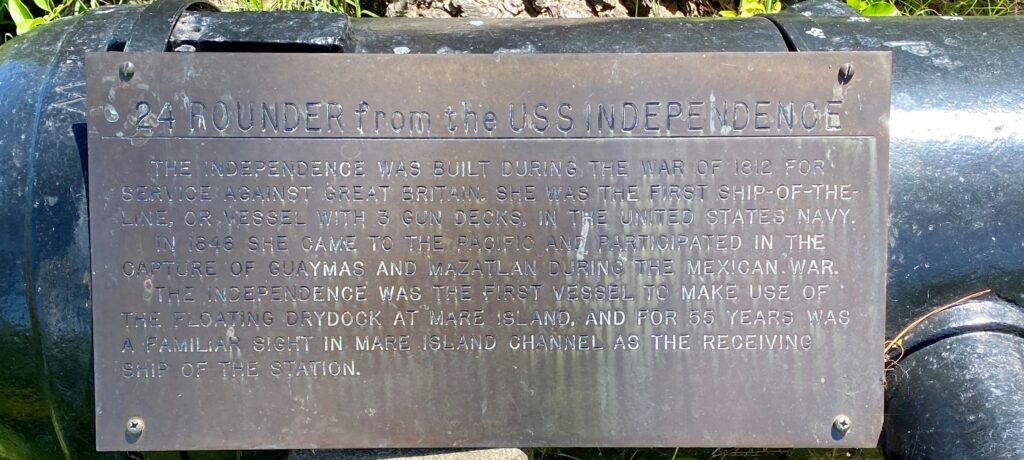 24 ROUNDER from the USS INDEPENDENCE
THE INDEPENDENCE WAS BUILT DURING THE WAR OF 1812 FOR
SERVICE AGAINST GREAT BRITAIN. SHE WAS THE FIRST SHIP-OF-THE-
LINE, OR VESSEL WITH 3 GUN DECKS, IN THE UNITED STATES NAVY.
IN 1846 SHE CAME TO THE PACIFIC AND PARTICIPATED IN THE
CAPTURE OF GUAYMAS AND MAZATLAN DURING THE MEXICAN WAR.
THE INDEPENDENCE WAS THE FIRST VESSEL TO MAKE USE OF
THE FLOATING DRYDOCK AT MARE ISLAND, AND FOR 55 YEARS WAS
A FAMILIAR SIGHT IN MARE ISLAND CHANNEL AS THE RECEIVING
SHIP OF THE STATION.